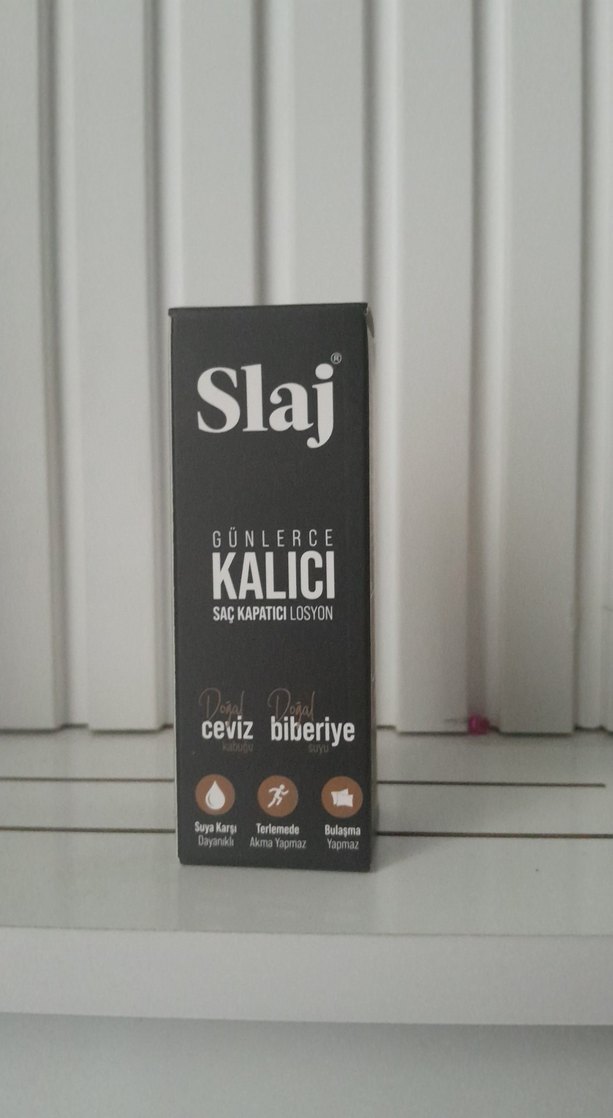 Slaj®
GÜNLERCE
KALICI
SAÇ KAPATICI LOSYON
Doğal Doğal
ceviz biberiye
kabuğu suyu
Suya Karşı Terlemede Bulaşma
Dayanıklı Akma Yapmaz Yapmaz